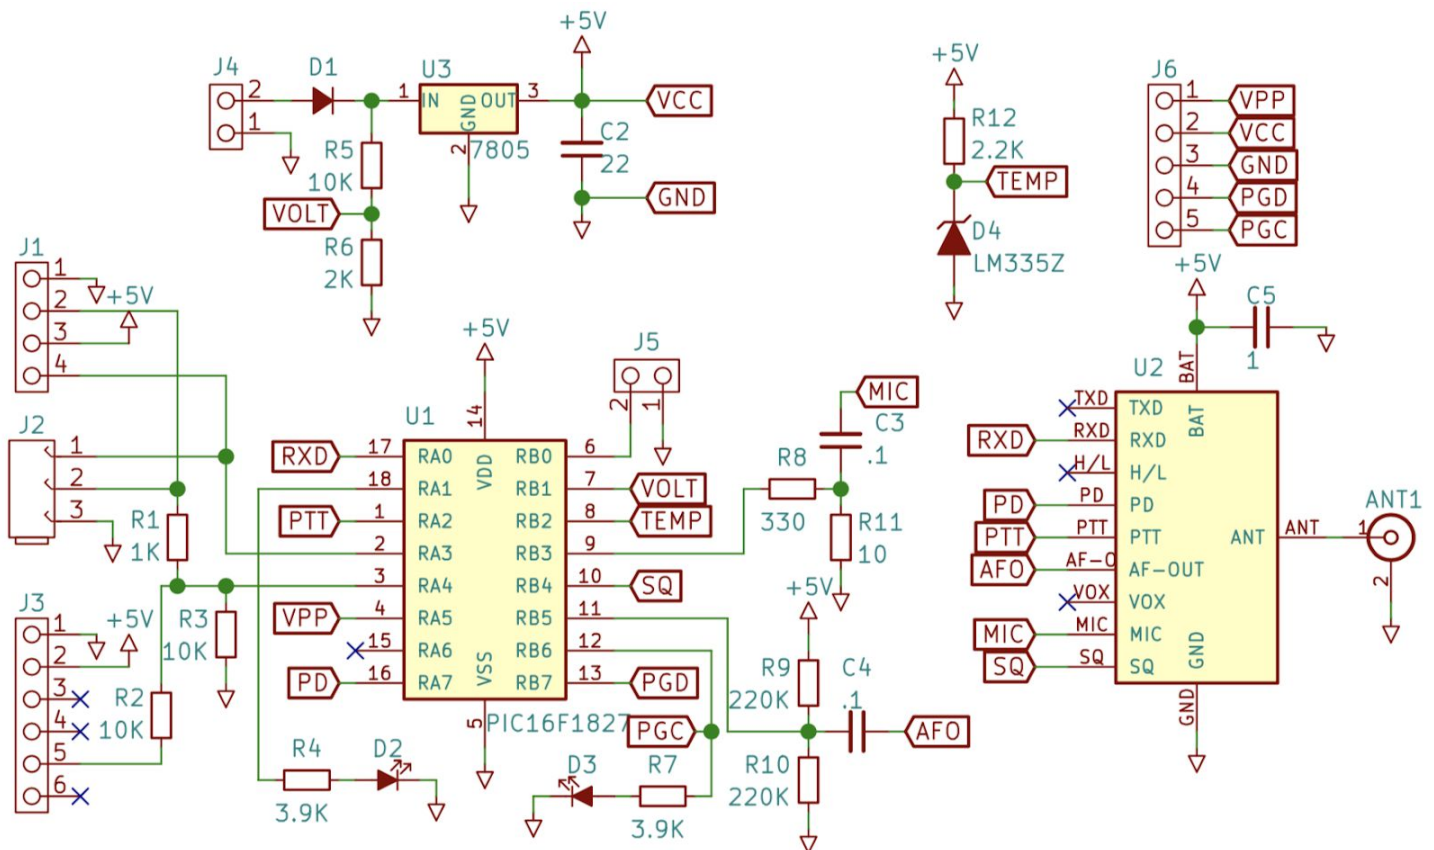 +5V
J4
2
1
D1
U3
1
IN
OUT
3
GND
2
7805
VCC
C2
22
GND
R5
10K
VOLT
R6
2K
+5V
R12
2.2K
TEMP
D4
LM335Z
J6
1
VPP
2
VCC
3
GND
4
PGD
5
PGC
J1
1
2
+5V
3
4
J2
1
2
3
R1
1K
J3
1
+5V
2
3
4
5
6
R2
10K
R3
10K
+5V
U1
14
VDD
RXD
17
RA0
18
RA1
PTT
1
RA2
2
RA3
3
RA4
VPP
4
RA5
15
RA6
PD
16
RA7
RB0
6
RB1
7
VOLT
RB2
8
TEMP
RB3
9
RB4
10
SQ
RB5
11
RB6
12
RB7
13
PGD
VSS
5
PIC16F1827
J5
2
1
MIC
C3
.1
R8
330
R11
10
+5V
R9
220K
C4
.1
AFO
R10
220K
PGC
R4
3.9K
D2
D3
R7
3.9K
+5V
C5
1
U2
BAT
BAT
TXD
TXD
RXD
RXD
RXD
H/L
H/L
PD
PD
PD
PTT
PTT
PTT
AFO
AF-O
AF-OUT
VOX
VOX
MIC
MIC
MIC
SQ
SQ
SQ
GND
GND
ANT
ANT
ANT1
1
2